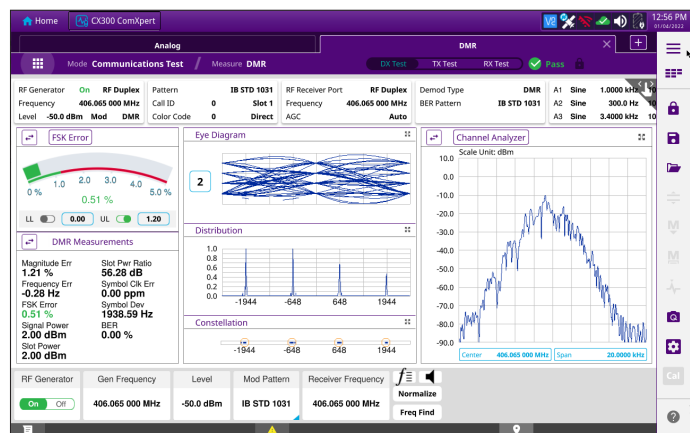 Home
CX300 ComXpert
12:56 PM
01/04/2022
Analog
DMR
Mode Communications Test / Measure DMR
DX Test
TX Test
RX Test
Pass
RF Generator On RF Duplex
Frequency 406.065 000 MHz
Level -50.0 dBm Mod DMR
Pattern IB STD 1031
Call ID 0 Slot 1
Color Code 0 Direct
RF Receiver Port RF Duplex
Frequency 406.065 000 MHz
AGC Auto
Demod Type DMR
BER Pattern IB STD 1031
A1 Sine 1.0000 kHz 10
A2 Sine 300.0 Hz 10
A3 Sine 3.4000 kHz 10
FSK Error
0 %
1.0
2.0
3.0
4.0
5.0 %
0.51 %
LL 0.00 UL 1.20
DMR Measurements
Magnitude Err
1.21 %
Frequency Err
-0.28 Hz
FSK Error
0.51 %
Signal Power
2.00 dBm
Slot Power
2.00 dBm
Slot Pwr Ratio
56.28 dB
Symbol Clk Err
0.00 ppm
Symbol Dev
1938.59 Hz
BER
0.00 %
Eye Diagram
2
Distribution
1.0
0.8
0.6
0.4
0.2
0.0
-1944 -648 648 1944
Constellation
-1944 -648 648 1944
Channel Analyzer
Scale Unit: dBm
10.0
0.0
-10.0
-20.0
-30.0
-40.0
-50.0
-60.0
-70.0
-80.0
-90.0
Center 406.065 000 MHz
Span 20.0000 kHz
RF Generator
On Off
Gen Frequency
406.065 000 MHz
Level
-50.0 dBm
Mod Pattern
IB STD 1031
Receiver Frequency
406.065 000 MHz
Normalize
Freq Find
M
M
Cal